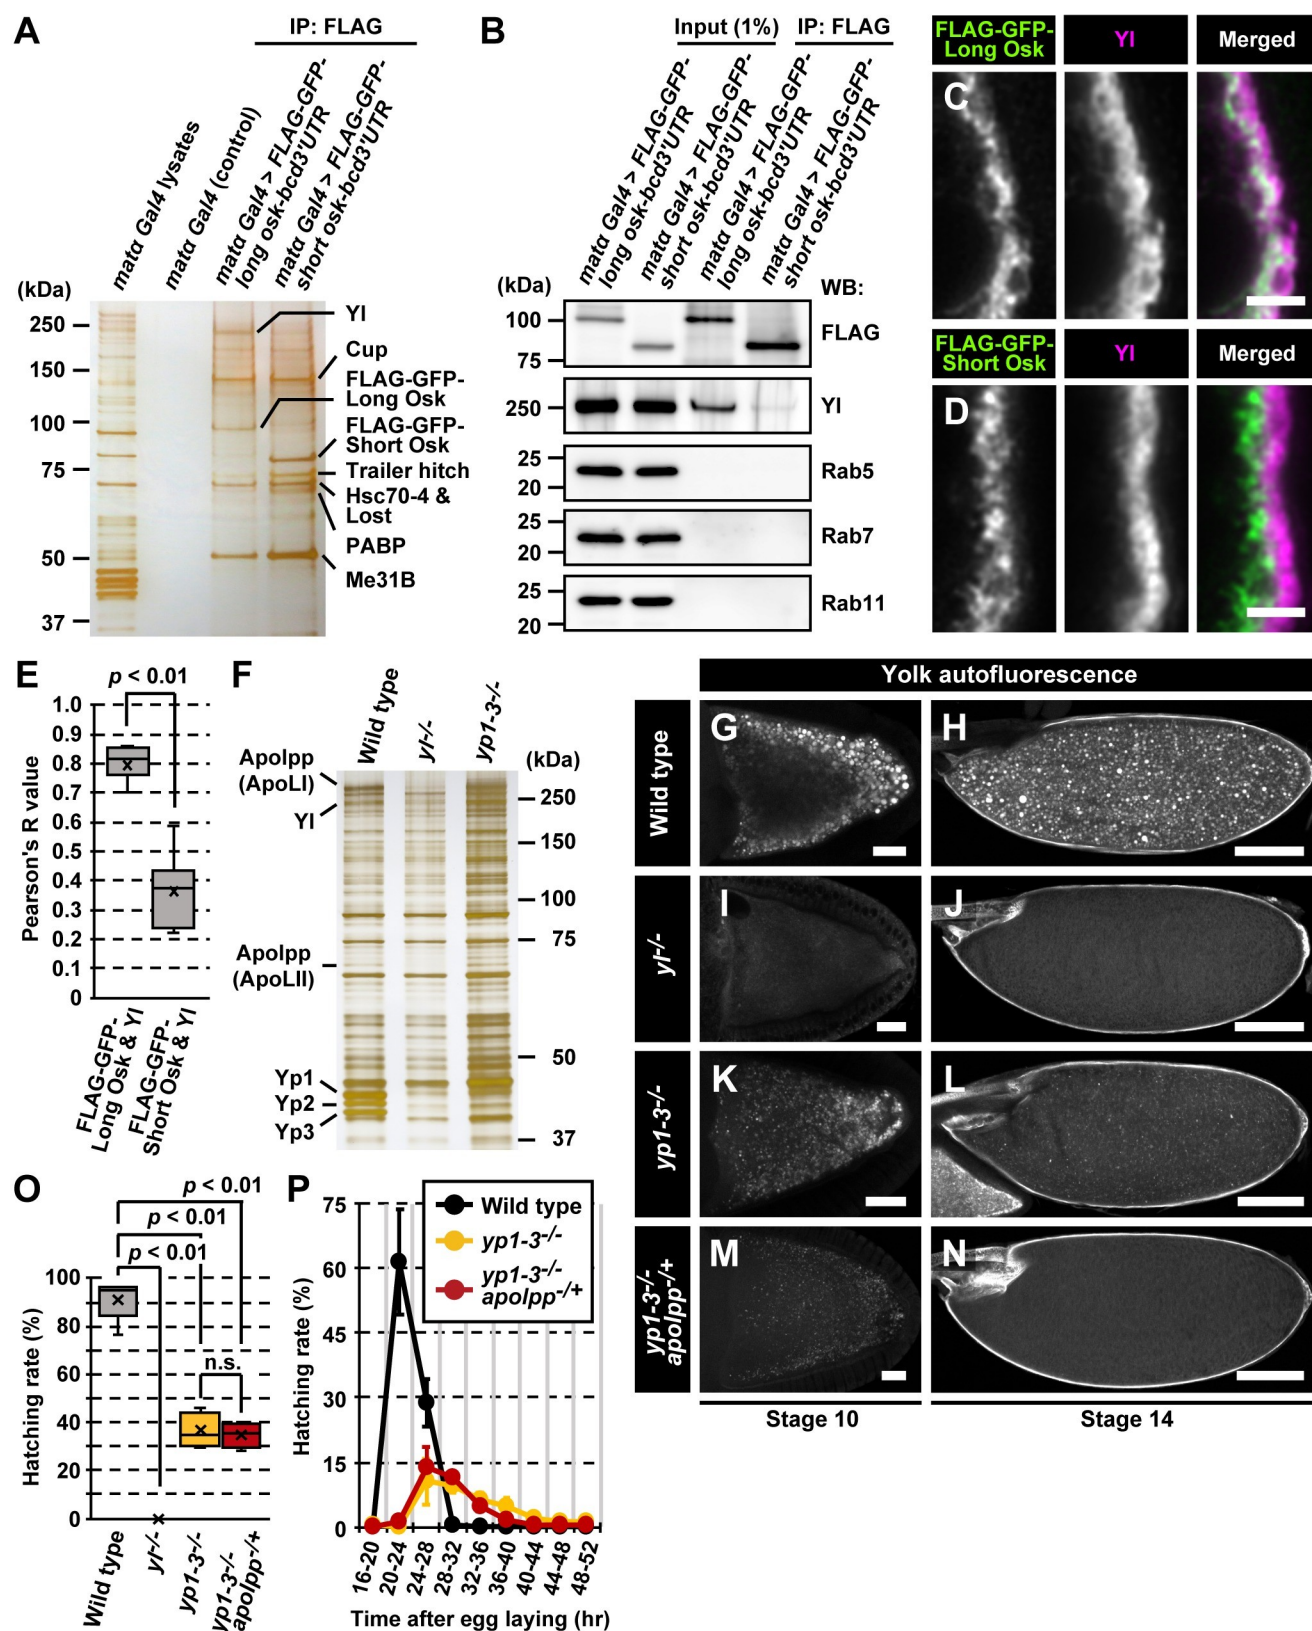 A
IP: FLAG
matα Gal4 lysates
matα Gal4 (control)
matα Gal4 > FLAG-GFP-
long osk-bcd3'UTR
matα Gal4 > FLAG-GFP-
short osk-bcd3'UTR
(kDa)
250
150
100
75
50
37
Yl
Cup
FLAG-GFP-
Long Osk
FLAG-GFP-
Short Osk
Trailer hitch
Hsc70-4 &
Lost
PABP
Me31B
B
Input (1%)
IP: FLAG
matα Gal4 > FLAG-GFP-
long osk-bcd3'UTR
matα Gal4 > FLAG-GFP-
short osk-bcd3'UTR
matα Gal4 > FLAG-GFP-
long osk-bcd3'UTR
matα Gal4 > FLAG-GFP-
short osk-bcd3'UTR
(kDa)
WB:
100
75
FLAG
250
Yl
25
20
Rab5
25
20
Rab7
25
20
Rab11
FLAG-GFP-
Long Osk
Yl
Merged
C
FLAG-GFP-
Short Osk
Yl
Merged
D
E
p < 0.01
Pearson's R value
1.0
0.9
0.8
0.7
0.6
0.5
0.4
0.3
0.2
0.1
0
FLAG-GFP-
Long Osk & Yl
FLAG-GFP-
Short Osk & Yl
F
Wild type
yl-/-
yp1-3-/-
(kDa)
Apolpp
(ApoLI)
Yl
Apolpp
(ApoLII)
Yp1
Yp2
Yp3
250
150
100
75
50
37
Yolk autofluorescence
Wild type
G
H
yl-/-
I
J
yp1-3-/-
K
L
yp1-3-/-
apolpp-/+
M
N
Stage 10
Stage 14
O
p < 0.01
p < 0.01
p < 0.01
n.s.
Hatching rate (%)
100
80
60
40
20
0
Wild type
yl-/-
yp1-3-/-
yp1-3-/-
apolpp-/+
P
Wild type
yp1-3-/-
yp1-3-/-
apolpp-/+
Hatching rate (%)
75
60
45
30
15
0
16-20
20-24
24-28
28-32
32-36
36-40
40-44
44-48
48-52
Time after egg laying (hr)